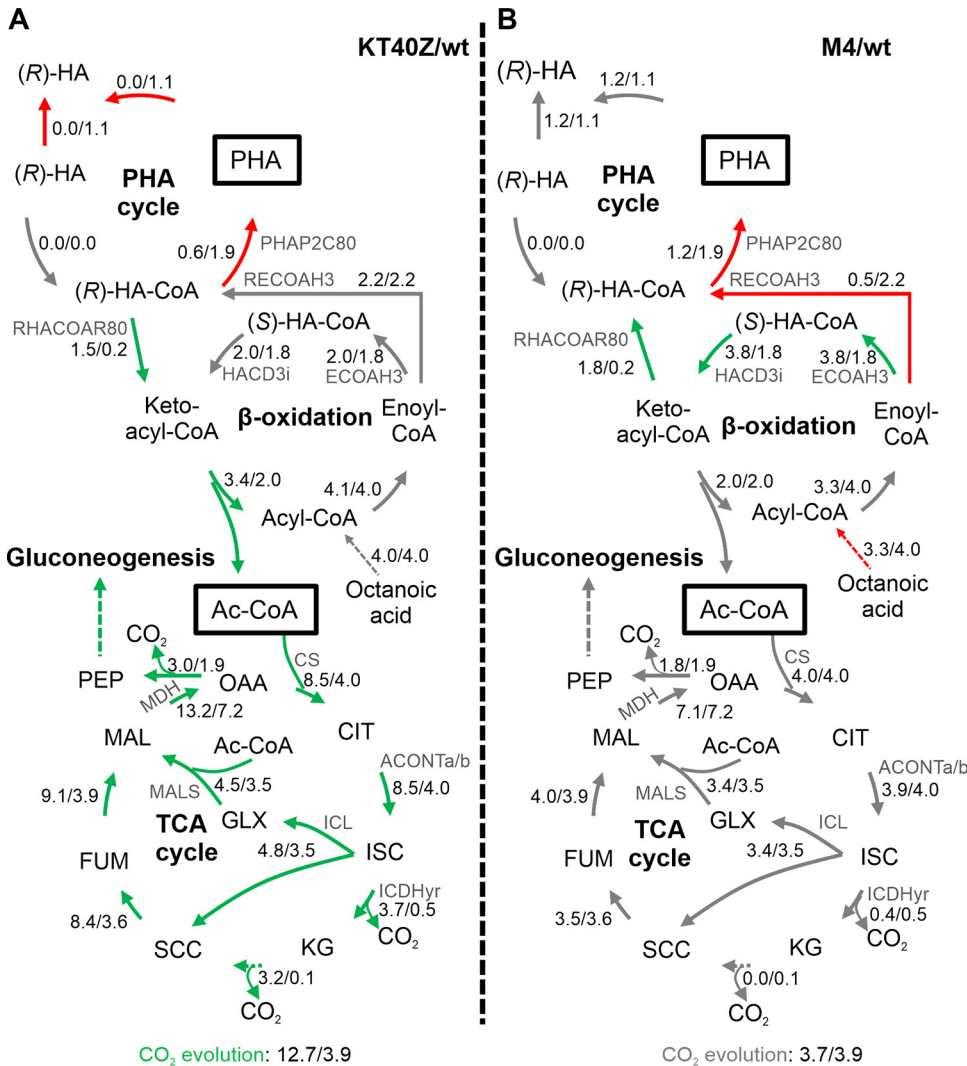 A
KT40Z/wt
(R)-HA
0.0/1.1
0.0/1.1
(R)-HA
PHA
cycle
PHA
0.0/0.0
0.6/1.9
PHAP2C80
RECOAH3
2.2/2.2
(R)-HA-CoA
(S)-HA-CoA
RHACOAR80
1.5/0.2
2.0/1.8
HACD3i
2.0/1.8
ECOAH3
Keto-
acyl-CoA
β-oxidation
Enoyl-
CoA
3.4/2.0
4.1/4.0
Acyl-CoA
Gluconeogenesis
4.0/4.0
Octanoic
acid
Ac-CoA
CO2
3.0/1.9
CS
8.5/4.0
PEP
OAA
MDH
13.2/7.2
CIT
MAL
Ac-CoA
ACONTa/b
8.5/4.0
4.5/3.5
MALS
9.1/3.9
GLX
ICL
TCA
cycle
4.8/3.5
ISC
FUM
ICDHyr
3.7/0.5
8.4/3.6
CO2
SCC
KG
3.2/0.1
CO2
CO2 evolution: 12.7/3.9
B
M4/wt
(R)-HA
1.2/1.1
1.2/1.1
(R)-HA
PHA
cycle
PHA
0.0/0.0
1.2/1.9
PHAP2C80
RECOAH3
0.5/2.2
(R)-HA-CoA
(S)-HA-CoA
RHACOAR80
1.8/0.2
3.8/1.8
HACD3i
3.8/1.8
ECOAH3
Keto-
acyl-CoA
β-oxidation
Enoyl-
CoA
2.0/2.0
3.3/4.0
Acyl-CoA
Gluconeogenesis
3.3/4.0
Octanoic
acid
Ac-CoA
CO2
1.8/1.9
CS
4.0/4.0
PEP
OAA
MDH
7.1/7.2
CIT
MAL
Ac-CoA
ACONTa/b
3.9/4.0
3.4/3.5
MALS
4.0/3.9
GLX
ICL
TCA
cycle
3.4/3.5
ISC
FUM
ICDHyr
0.4/0.5
3.5/3.6
CO2
SCC
KG
0.0/0.1
CO2
CO2 evolution: 3.7/3.9